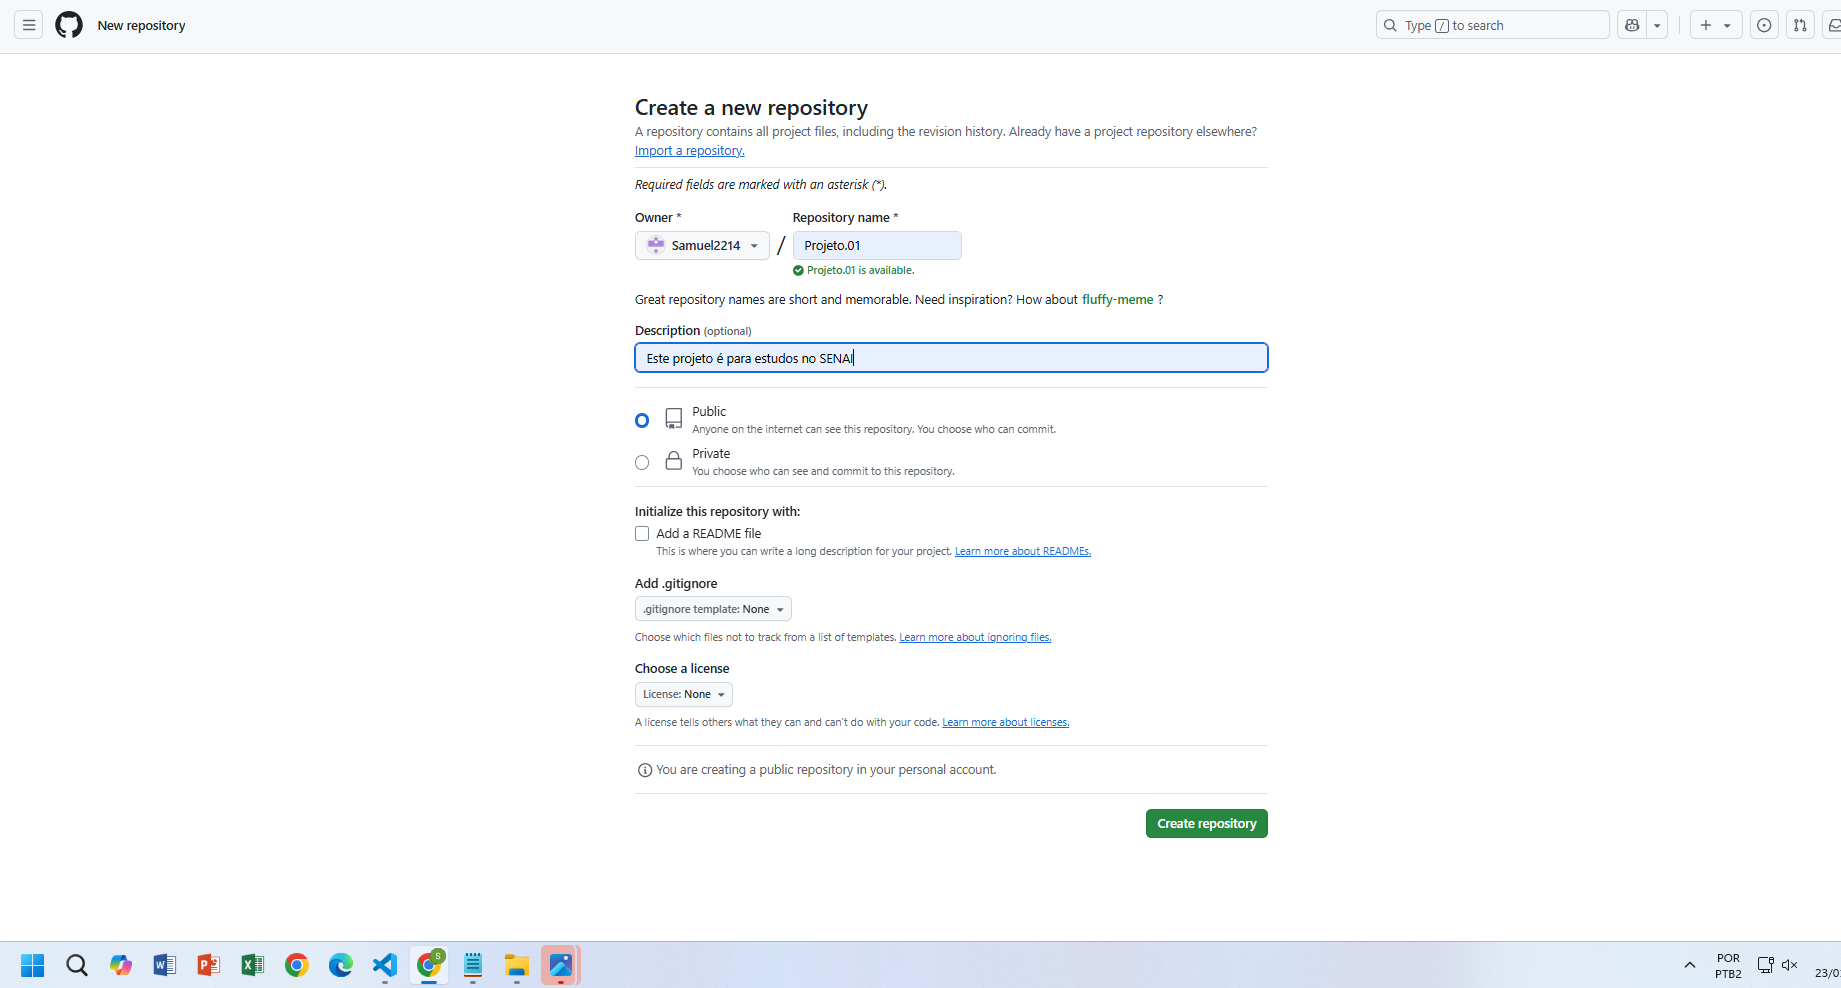 New repository
Type / to search
Create a new repository
A repository contains all project files, including the revision history. Already have a project repository elsewhere?
Import a repository.
Required fields are marked with an asterisk (*).
Owner * Repository name *
Samuel2214 / Projeto.01
Projeto.01 is available.
Great repository names are short and memorable. Need inspiration? How about fluffy-meme ?
Description (optional)
Este projeto é para estudos no SENAI
Public
Anyone on the internet can see this repository. You choose who can commit.
Private
You choose who can see and commit to this repository.
Initialize this repository with:
Add a README file
This is where you can write a long description for your project. Learn more about READMEs.
Add .gitignore
.gitignore template: None
Choose which files not to track from a list of templates. Learn more about ignoring files.
Choose a license
License: None
A license tells others what they can and can't do with your code. Learn more about licenses.
You are creating a public repository in your personal account.
Create repository
S
POR
PTB2
23/0